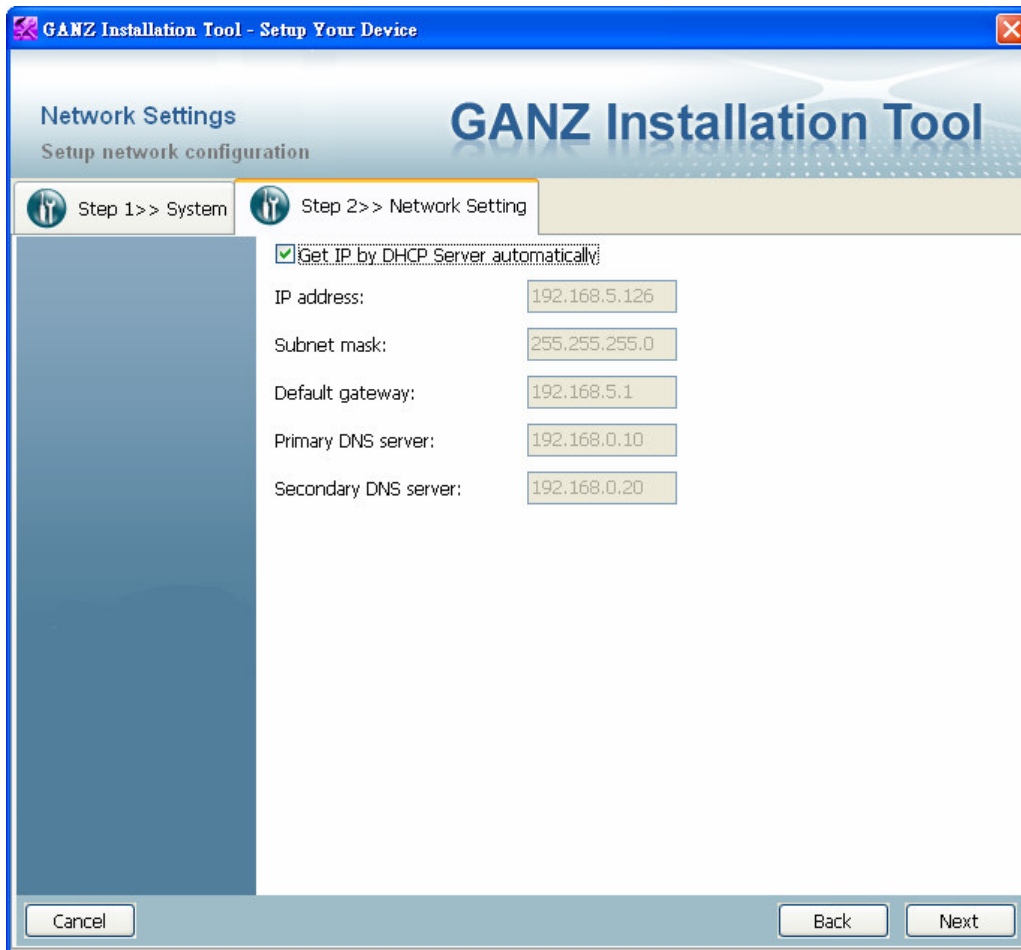 GANZ Installation Tool - Setup Your Device
Network Settings
GANZ Installation Tool
Setup network configuration
Step 1>> System
Step 2>> Network Setting
Get IP by DHCP Server automatically
IP address: 192.168.5.126
Subnet mask: 255.255.255.0
Default gateway: 192.168.5.1
Primary DNS server: 192.168.0.10
Secondary DNS server: 192.168.0.20
Cancel
Back
Next